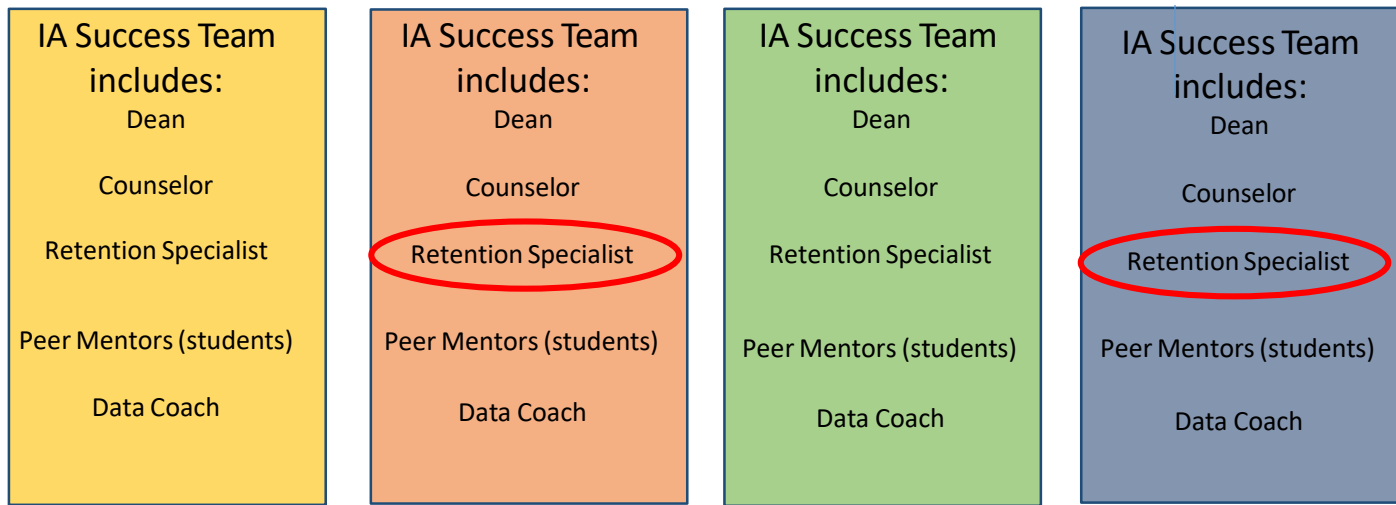 IA Success Team
includes:
Dean
Counselor
Retention Specialist
Peer Mentors (students)
Data Coach
IA Success Team
includes:
Dean
Counselor
Retention Specialist
Peer Mentors (students)
Data Coach
IA Success Team
includes:
Dean
Counselor
Retention Specialist
Peer Mentors (students)
Data Coach
IA Success Team
includes:
Dean
Counselor
Retention Specialist
Peer Mentors (students)
Data Coach